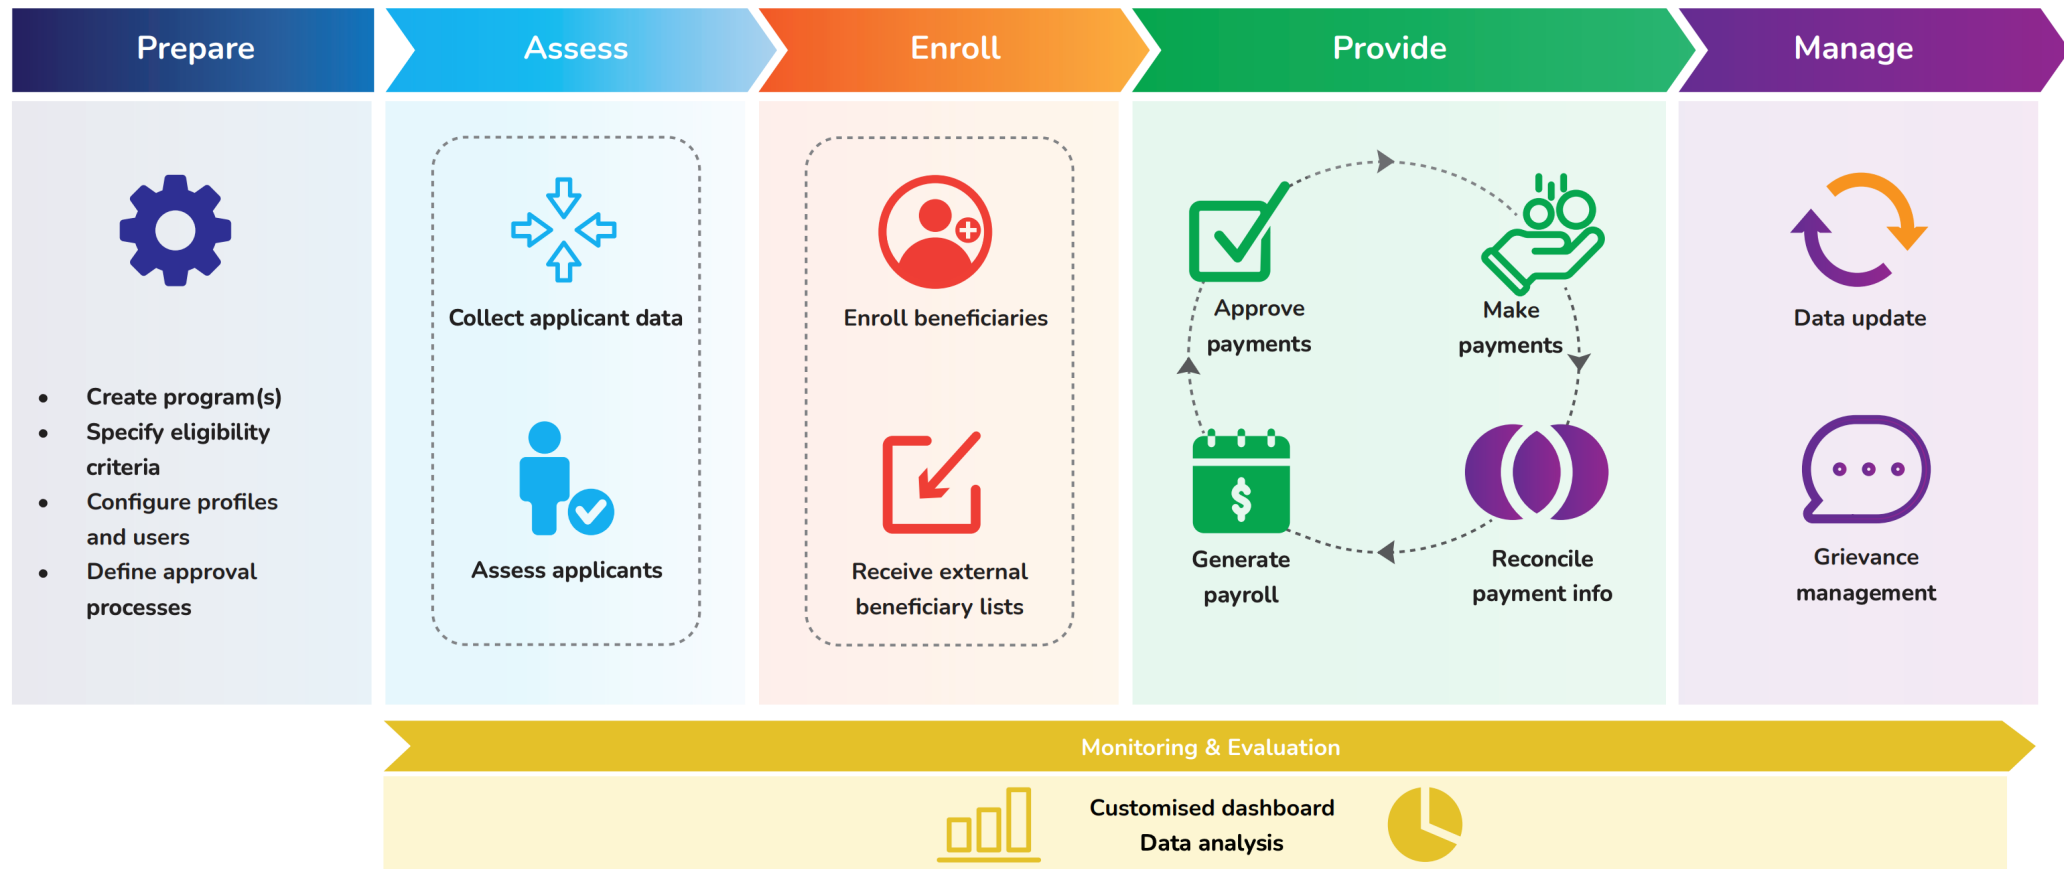 Prepare
Assess
Enroll
Provide
Manage
Create program(s)
Specify eligibility
criteria
Configure profiles
and users
Define approval
processes
Collect applicant data
Assess applicants
Enroll beneficiaries
Receive external
beneficiary lists
Approve
payments
Make
payments
Generate
payroll
Reconcile
payment info
Data update
Grievance
management
Monitoring & Evaluation
Customised dashboard
Data analysis